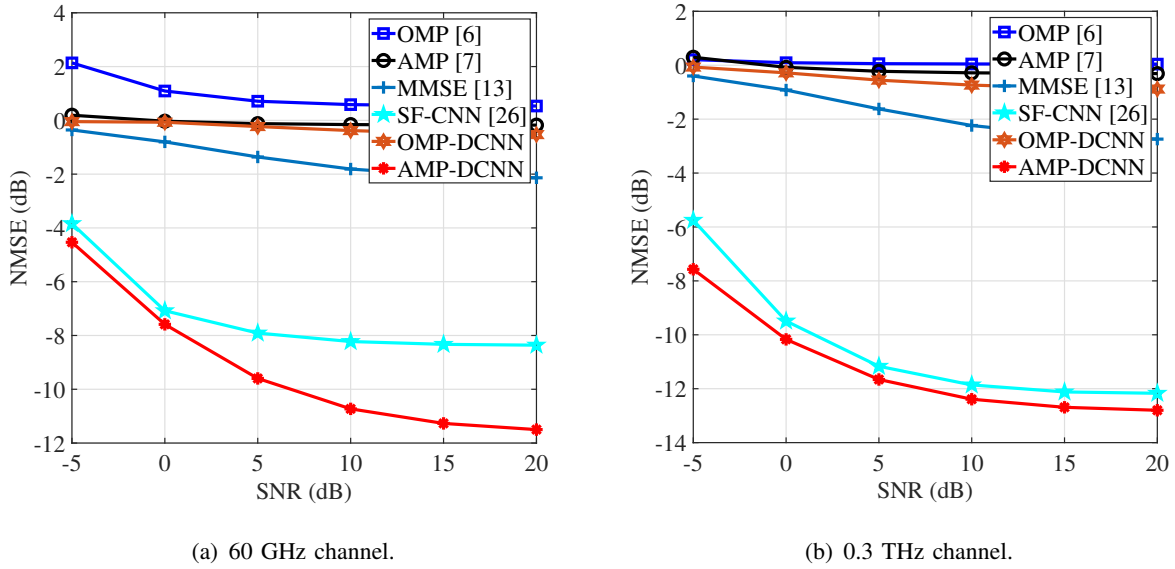 4
2
0
-2
-4
-6
-8
-10
-12
NMSE (dB)
-5 0 5 10 15 20
SNR (dB)
OMP [6]
AMP [7]
MMSE [13]
SF-CNN [26]
OMP-DCNN
AMP-DCNN
(a) 60 GHz channel.
2
0
-2
-4
-6
-8
-10
-12
-14
NMSE (dB)
-5 0 5 10 15 20
SNR (dB)
OMP [6]
AMP [7]
MMSE [13]
SF-CNN [26]
OMP-DCNN
AMP-DCNN
(b) 0.3 THz channel.